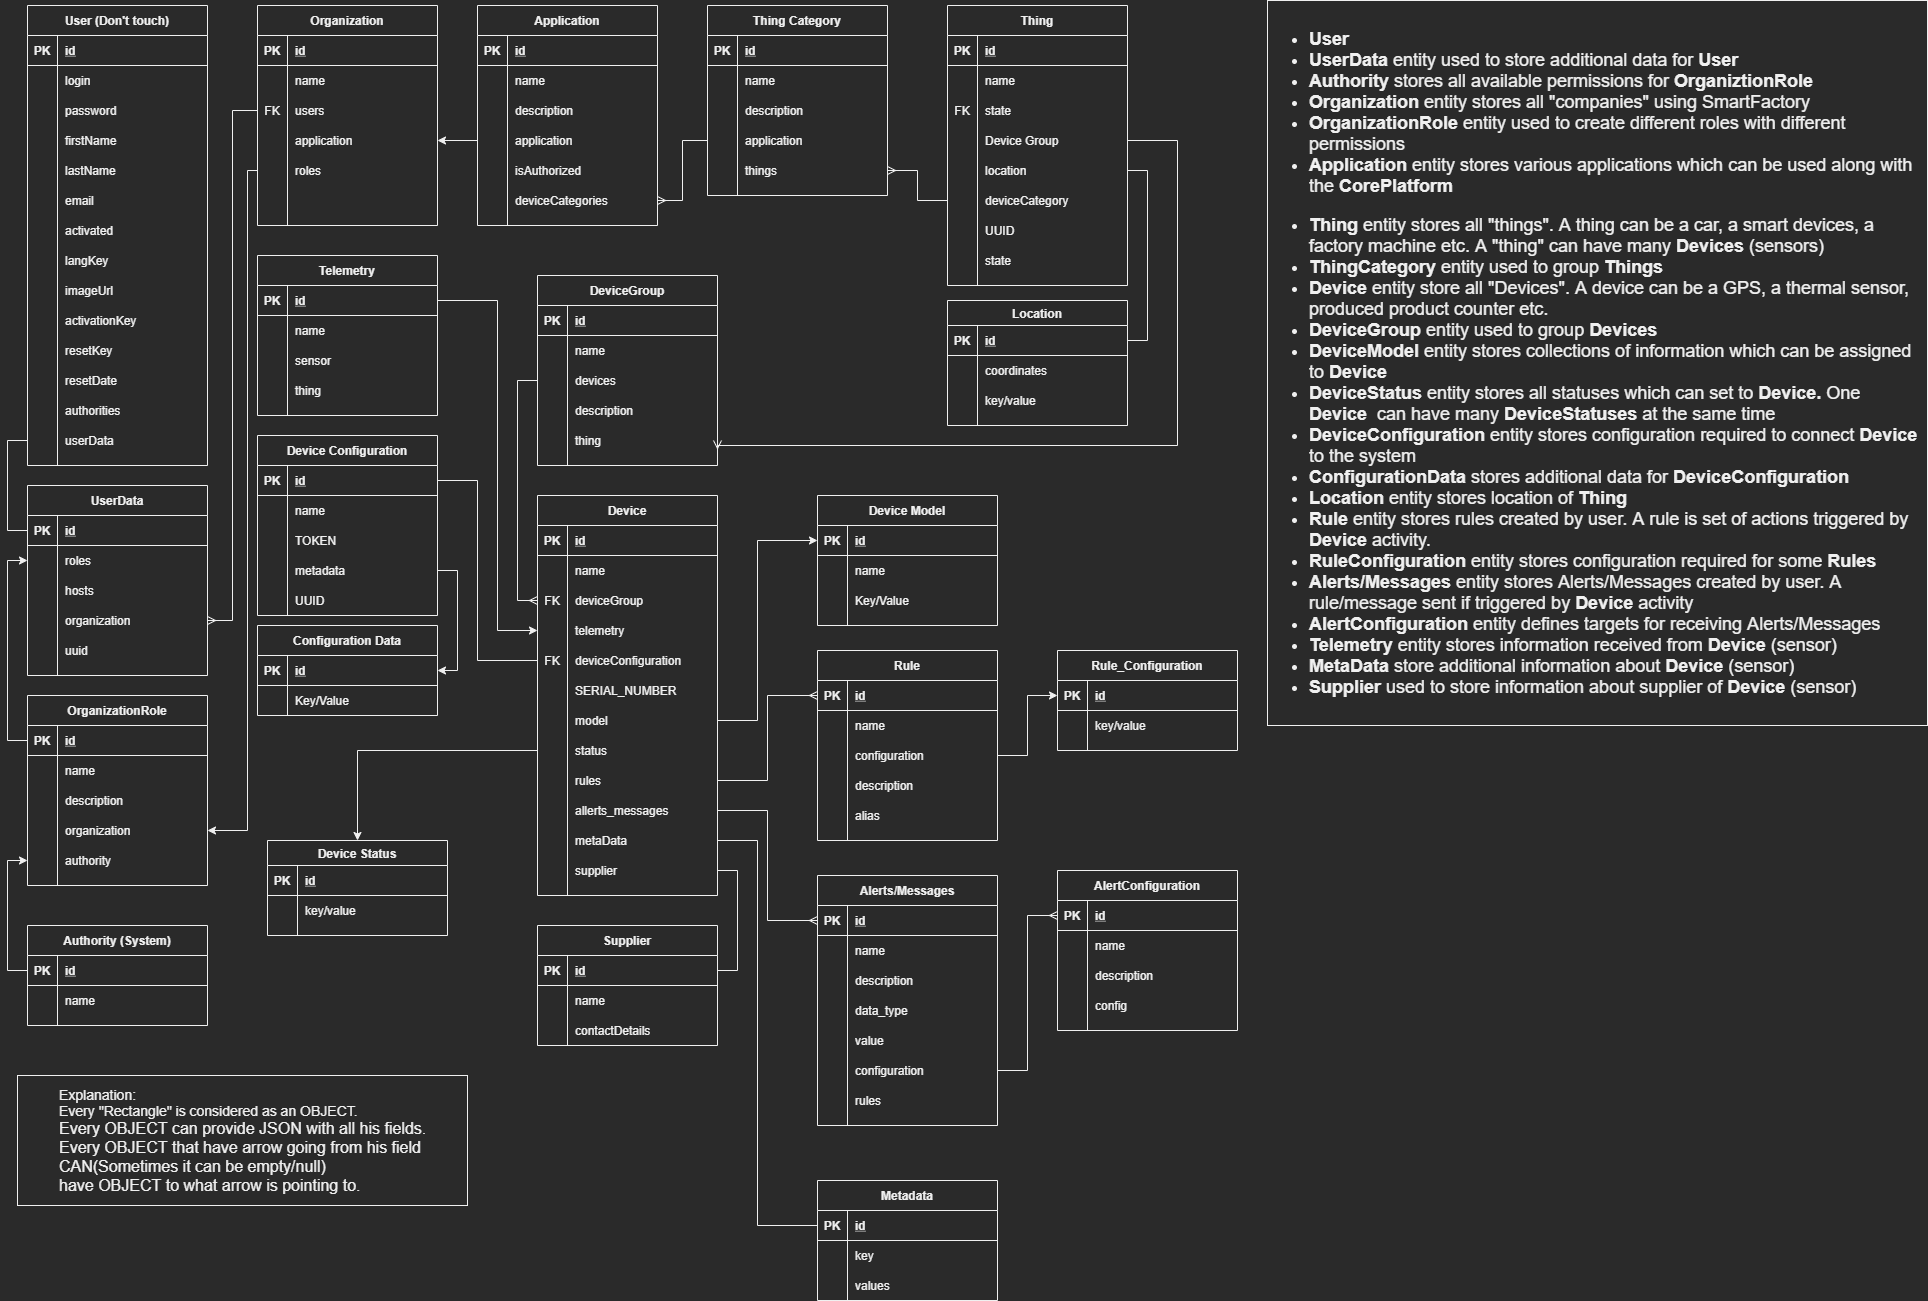 User (Don't touch)
PK id
login
password
firstName
lastName
email
activated
langKey
imageUrl
activationKey
resetKey
resetDate
authorities
userData
UserData
PK id
roles
hosts
organization
uuid
OrganizationRole
PK id
name
description
organization
authority
Authority (System)
PK id
name
Organization
PK id
name
FK users
application
roles
Telemetry
PK id
name
sensor
thing
Device Configuration
PK id
name
TOKEN
metadata
UUID
Configuration Data
PK id
Key/Value
Device Status
PK id
key/value
Application
PK id
name
description
application
isAuthorized
deviceCategories
DeviceGroup
PK id
name
devices
description
thing
Device
PK id
name
FK deviceGroup
telemetry
FK deviceConfiguration
SERIAL_NUMBER
model
status
rules
allerts_messages
metaData
supplier
Supplier
PK id
name
contactDetails
Thing Category
PK id
name
description
application
things
Thing
PK id
name
FK state
Device Group
location
deviceCategory
UUID
state
Location
PK id
coordinates
key/value
Device Model
PK id
name
Key/Value
Rule
PK id
name
configuration
description
alias
Rule_Configuration
PK id
key/value
Alerts/Messages
PK id
name
description
data_type
value
configuration
rules
AlertConfiguration
PK id
name
description
config
Metadata
PK id
key
values
Explanation:
Every "Rectangle" is considered as an OBJECT.
Every OBJECT can provide JSON with all his fields.
Every OBJECT that have arrow going from his field
CAN(Sometimes it can be empty/null)
have OBJECT to what arrow is pointing to.
• User
• UserData entity used to store additional data for User
• Authority stores all available permissions for OrganiztionRole
• Organization entity stores all "companies" using SmartFactory
• OrganizationRole entity used to create different roles with different
permissions
• Application entity stores various applications which can be used along with
the CorePlatform
• Thing entity stores all "things". A thing can be a car, a smart devices, a
factory machine etc. A "thing" can have many Devices (sensors)
• ThingCategory entity used to group Things
• Device entity store all "Devices". A device can be a GPS, a thermal sensor,
produced product counter etc.
• DeviceGroup entity used to group Devices
• DeviceModel entity stores collections of information which can be assigned
to Device
• DeviceStatus entity stores all statuses which can set to Device. One
Device can have many DeviceStatuses at the same time
• DeviceConfiguration entity stores configuration required to connect Device
to the system
• ConfigurationData stores additional data for DeviceConfiguration
• Location entity stores location of Thing
• Rule entity stores rules created by user. A rule is set of actions triggered by
Device activity.
• RuleConfiguration entity stores configuration required for some Rules
• Alerts/Messages entity stores Alerts/Messages created by user. A
rule/message sent if triggered by Device activity
• AlertConfiguration entity defines targets for receiving Alerts/Messages
• Telemetry entity stores information received from Device (sensor)
• MetaData store additional information about Device (sensor)
• Supplier used to store information about supplier of Device (sensor)